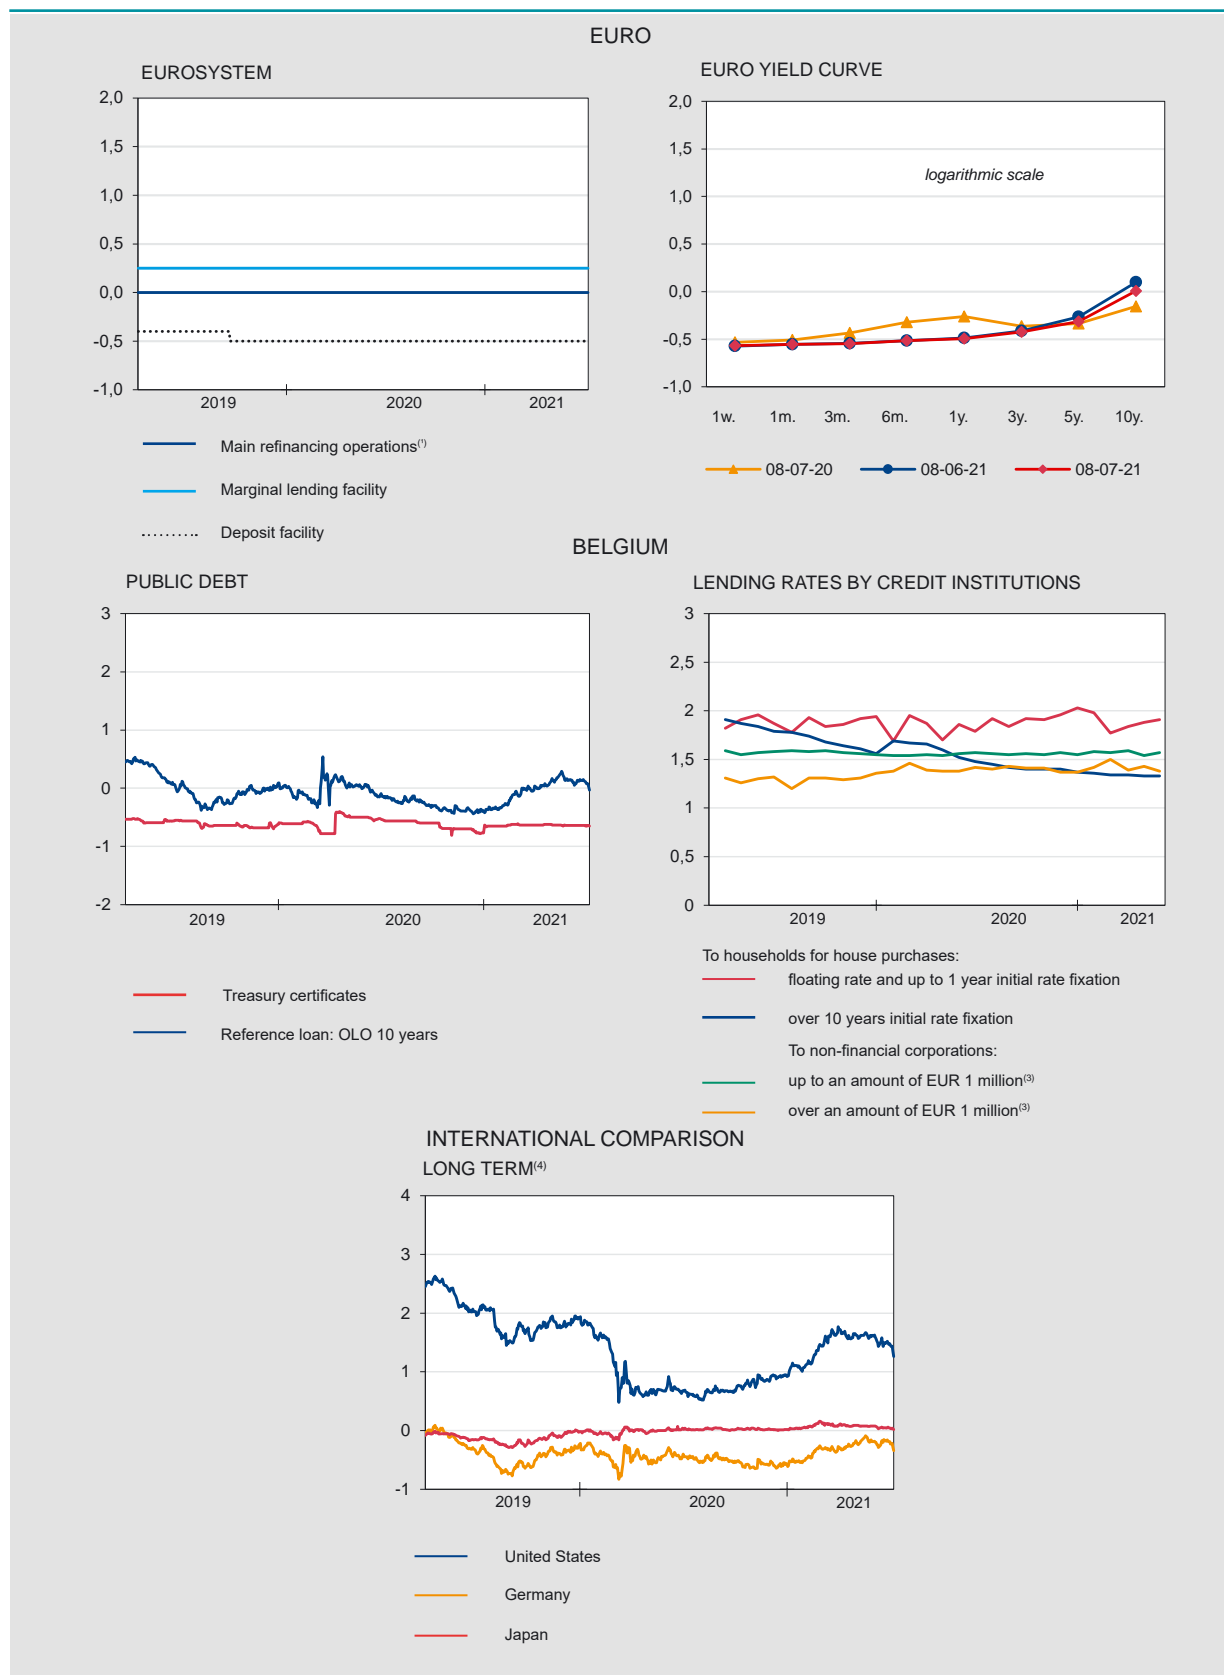 EURO
EUROSYSTEM
2,0
1,5
1,0
0,5
0,0
-0,5
-1,0
2019 2020 2021
Main refinancing operations(¹)
Marginal lending facility
Deposit facility
EURO YIELD CURVE
2,0
1,5
1,0
0,5
0,0
-0,5
-1,0
logarithmic scale
1w. 1m. 3m. 6m. 1y. 3y. 5y. 10y.
08-07-20 08-06-21 08-07-21
BELGIUM
PUBLIC DEBT
3
2
1
0
-1
-2
2019 2020 2021
Treasury certificates
Reference loan: OLO 10 years
LENDING RATES BY CREDIT INSTITUTIONS
3
2,5
2
1,5
1
0,5
0
2019 2020 2021
To households for house purchases:
floating rate and up to 1 year initial rate fixation
over 10 years initial rate fixation
To non-financial corporations:
up to an amount of EUR 1 million(3)
over an amount of EUR 1 million(3)
INTERNATIONAL COMPARISON
LONG TERM(4)
4
3
2
1
0
-1
2019 2020 2021
United States
Germany
Japan